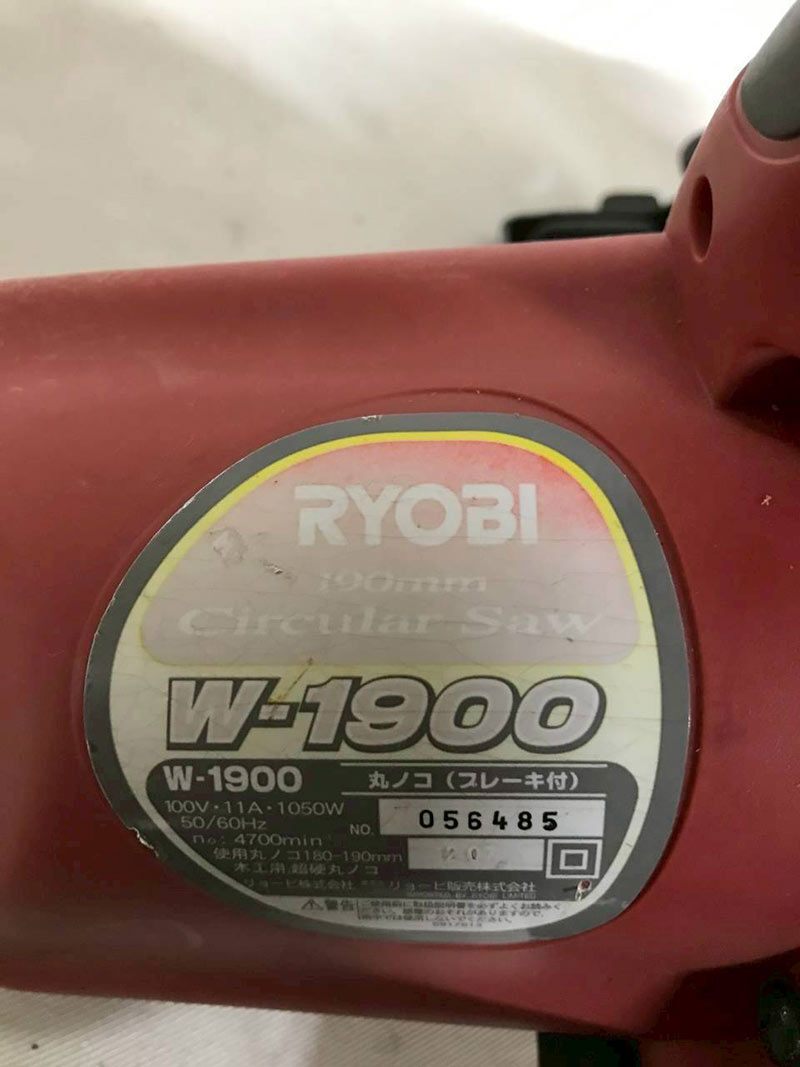 RYOBI
190mm
Circular Saw
W-1900
W-1900 丸ノコ（ブレーキ付）
100V・11A・1050W
50/60Hz
NO. 056485
n₀: 4700min
使用丸ノコ180-190mm
木工用,超硬丸ノコ
リョービ株式会社 リョービ販売株式会社
⚠警告